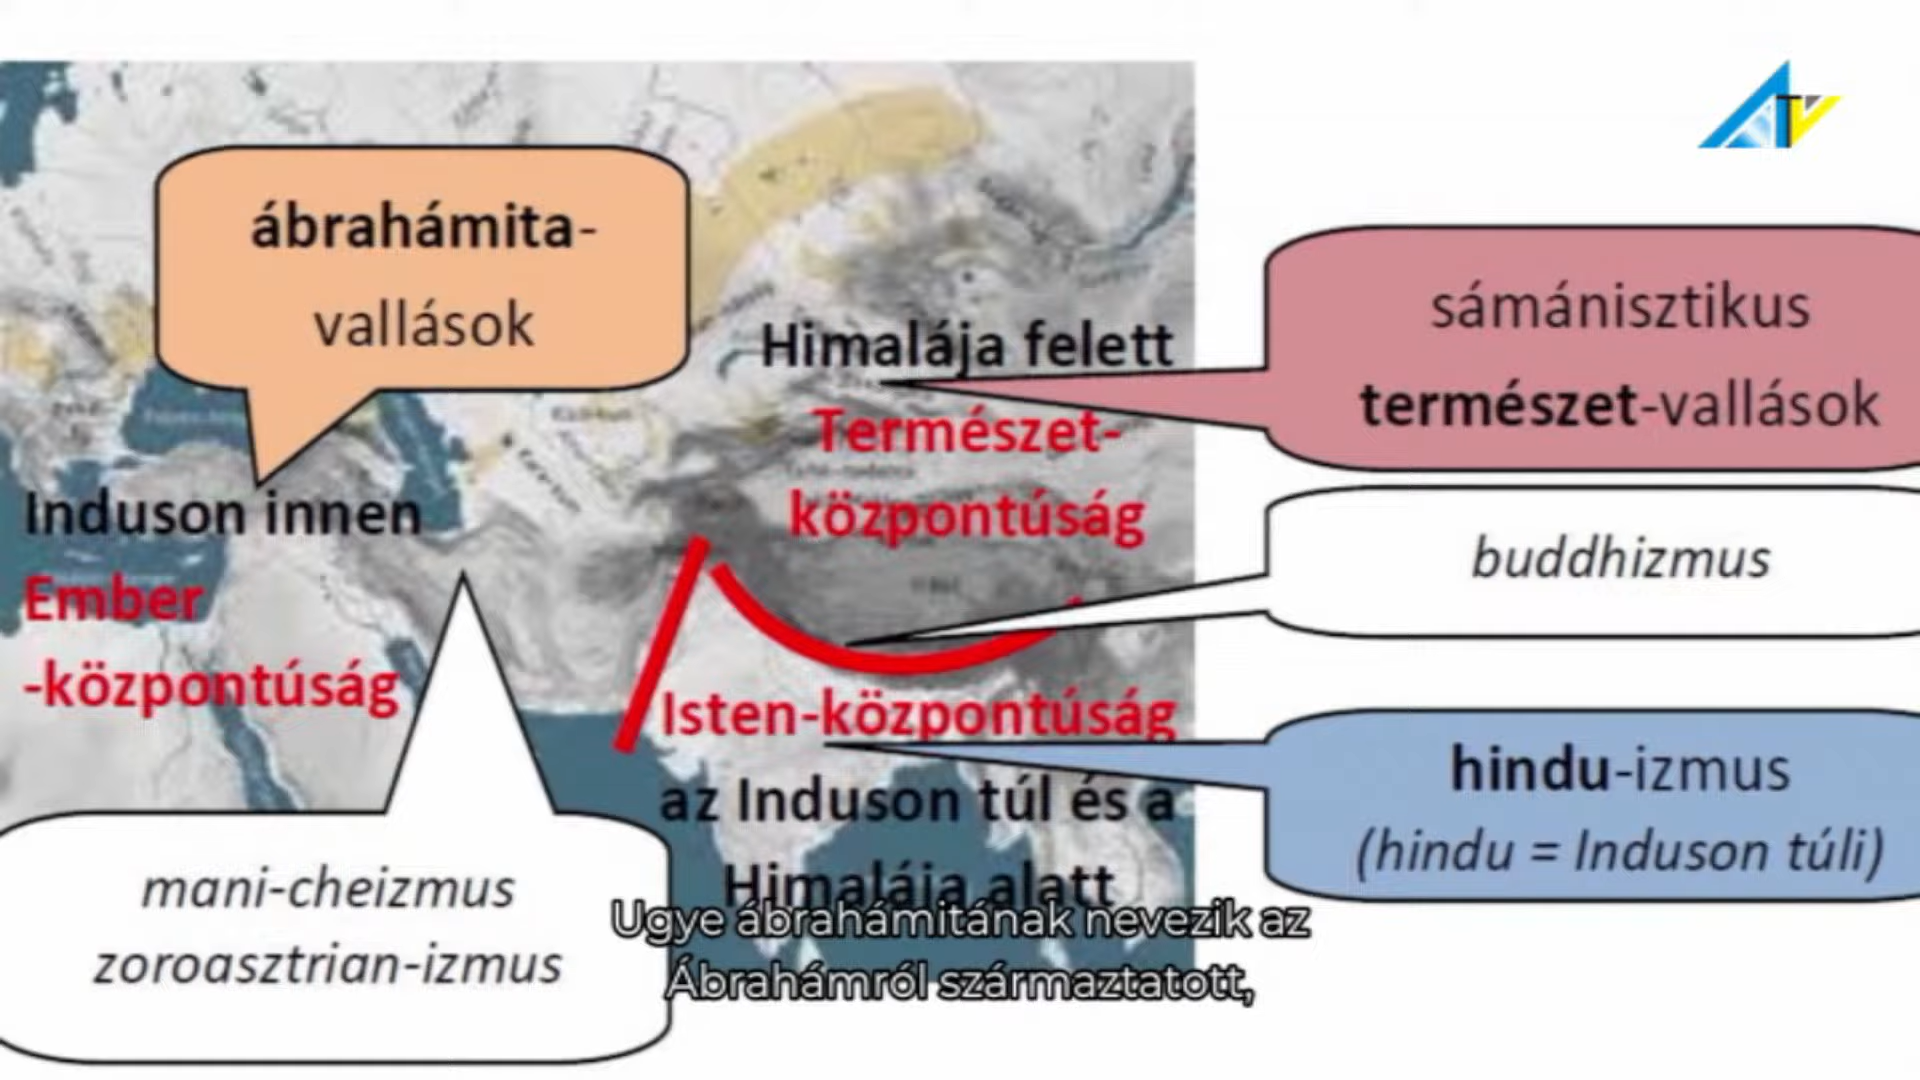 ATV
ábrahámita-
vallások
Himalája felett
Természet-
központúság
sámánisztikus
természet-vallások
Induson innen
Ember
-központúság
buddhizmus
Isten-központúság
az Induson túl és a
Himalája alatt
hindu-izmus
(hindu = Induson túli)
mani-cheizmus
zoroasztrian-izmus
Ugye ábrahámitának nevezik az
Ábrahámról származtatott,